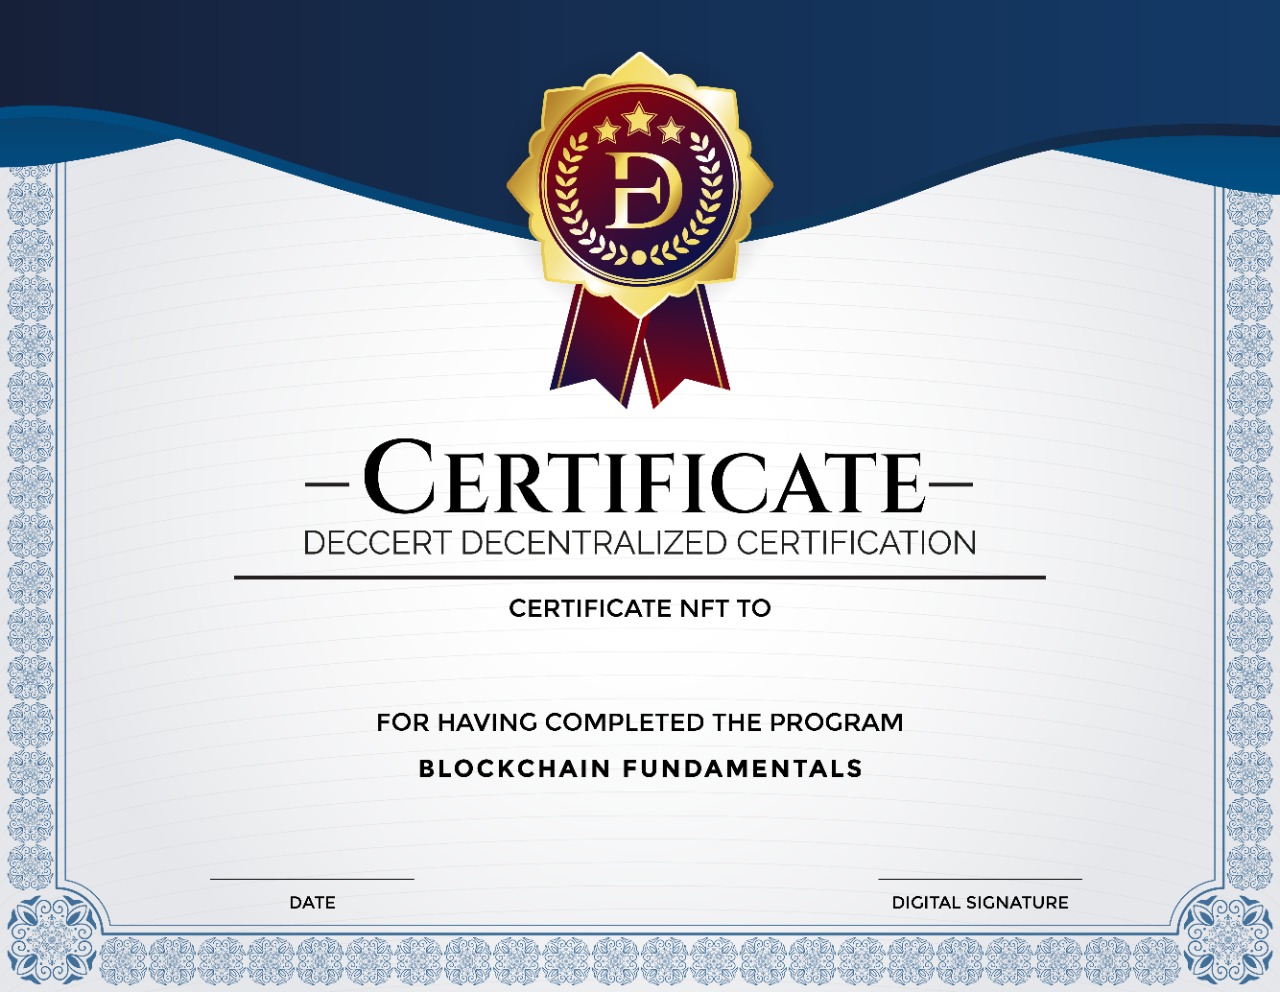 CERTIFICATE
DECCERT DECENTRALIZED CERTIFICATION
CERTIFICATE NFT TO
FOR HAVING COMPLETED THE PROGRAM
BLOCKCHAIN FUNDAMENTALS
DATE
DIGITAL SIGNATURE